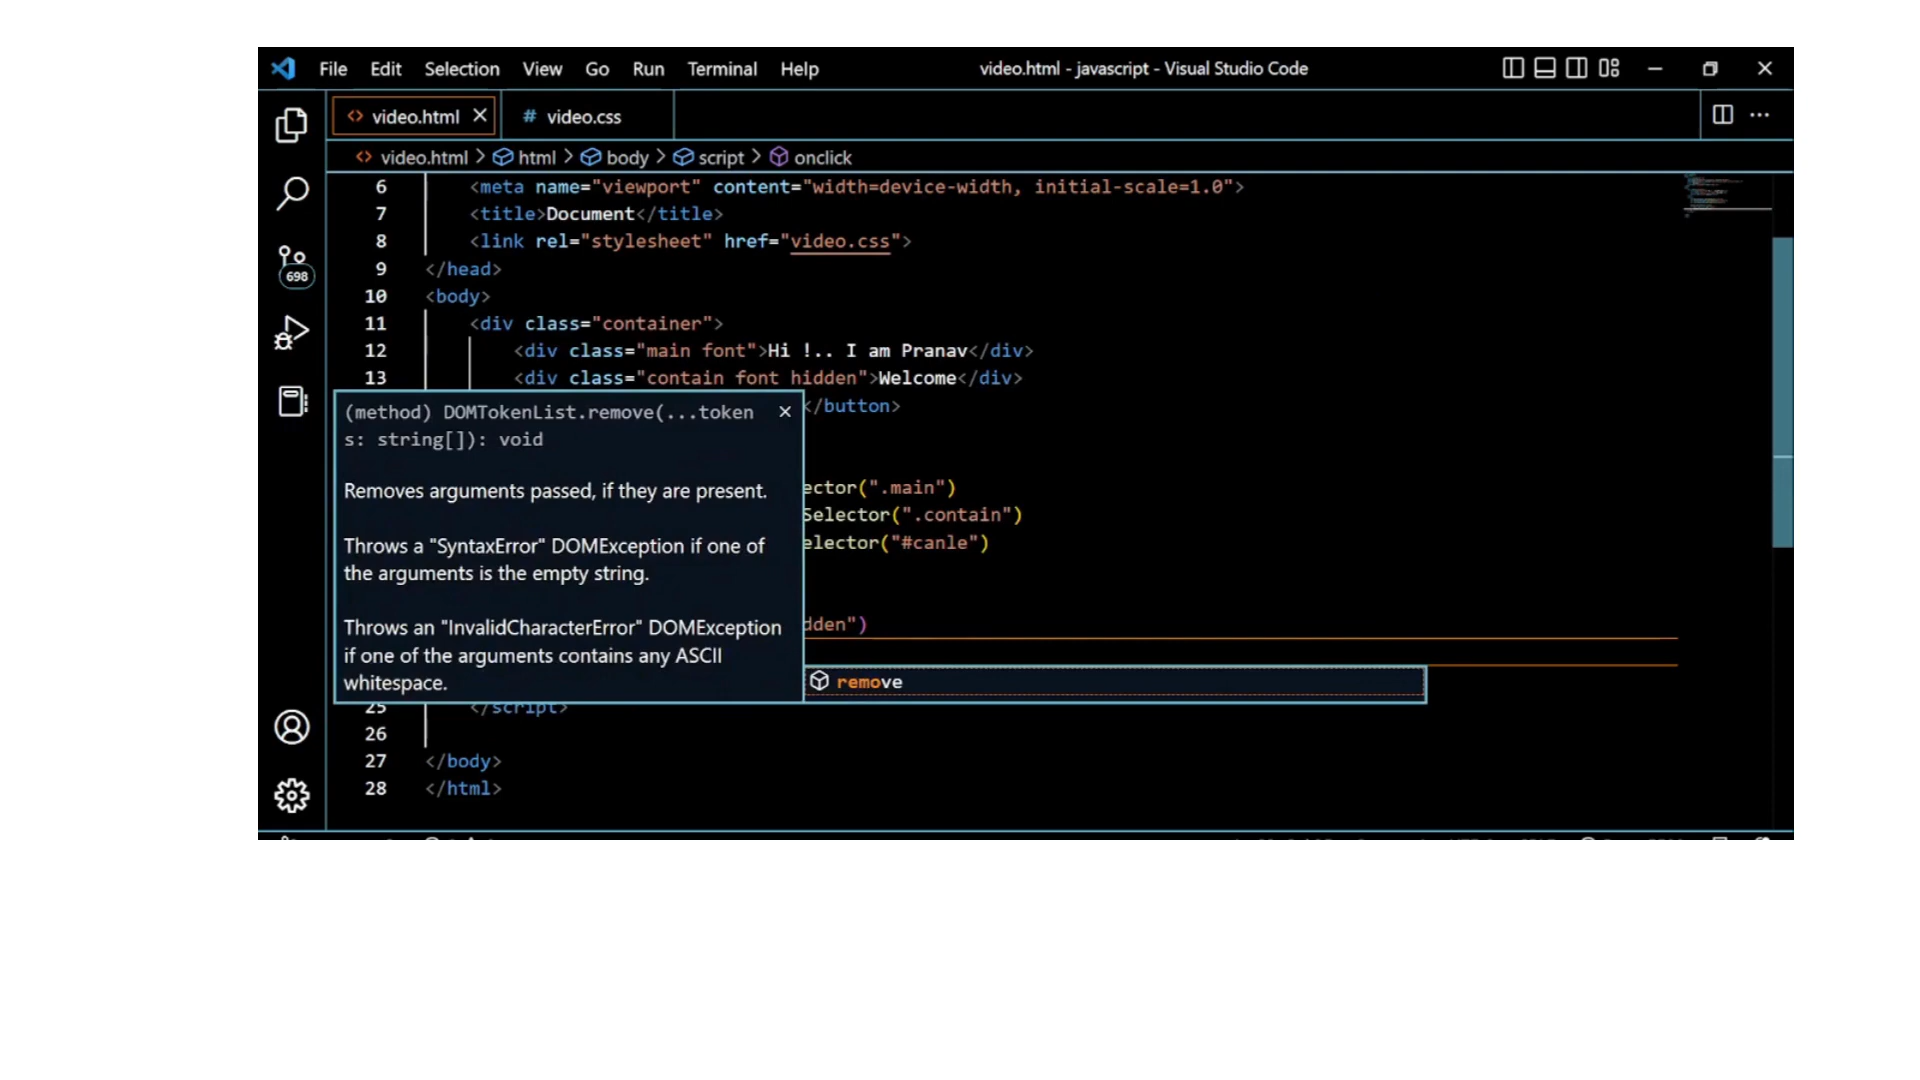 File Edit Selection View Go Run Terminal Help video.html - javascript - Visual Studio Code
video.html # video.css
video.html > html > body > script > onclick
6 <meta name="viewport" content="width=device-width, initial-scale=1.0">
7 <title>Document</title>
8 <link rel="stylesheet" href="video.css">
698
9 </head>
10 <body>
11 <div class="container">
12 <div class="main font">Hi !.. I am Pranav</div>
13 <div class="contain font hidden">Welcome</div>
</button>
(method) DOMTokenList.remove(...token
s: string[]): void
Removes arguments passed, if they are present.
Throws a "SyntaxError" DOMException if one of
the arguments is the empty string.
Throws an "InvalidCharacterError" DOMException
if one of the arguments contains any ASCII
whitespace.
ector(".main")
Selector(".contain")
elector("#canle")
dden")
remove
25 </script>
26
27 </body>
28 </html>